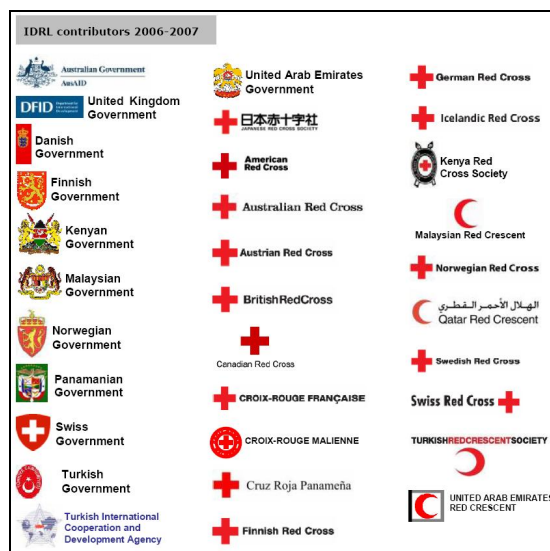 IDRL contributors 2006-2007
Australian Government
AusAID
DFID Department for International Development
United Kingdom
Government
Danish
Government
Finnish
Government
Kenyan
Government
Malaysian
Government
Norwegian
Government
Panamanian
Government
Swiss
Government
Turkish
Government
Turkish International
Cooperation and
Development Agency
United Arab Emirates
Government
日本赤十字社
JAPANESE RED CROSS SOCIETY
American
Red Cross
Australian Red Cross
Austrian Red Cross
BritishRedCross
Canadian Red Cross
CROIX-ROUGE FRANÇAISE
CROIX-ROUGE MALIENNE
Cruz Roja Panameña
Finnish Red Cross
German Red Cross
Icelandic Red Cross
Kenya Red
Cross Society
Malaysian Red Crescent
Norwegian Red Cross
الهلال الأحمر القطري
Qatar Red Crescent
Swedish Red Cross
Swiss Red Cross
TURKISHREDCRESCENTSOCIETY
UNITED ARAB EMIRATES
RED CRESCENT